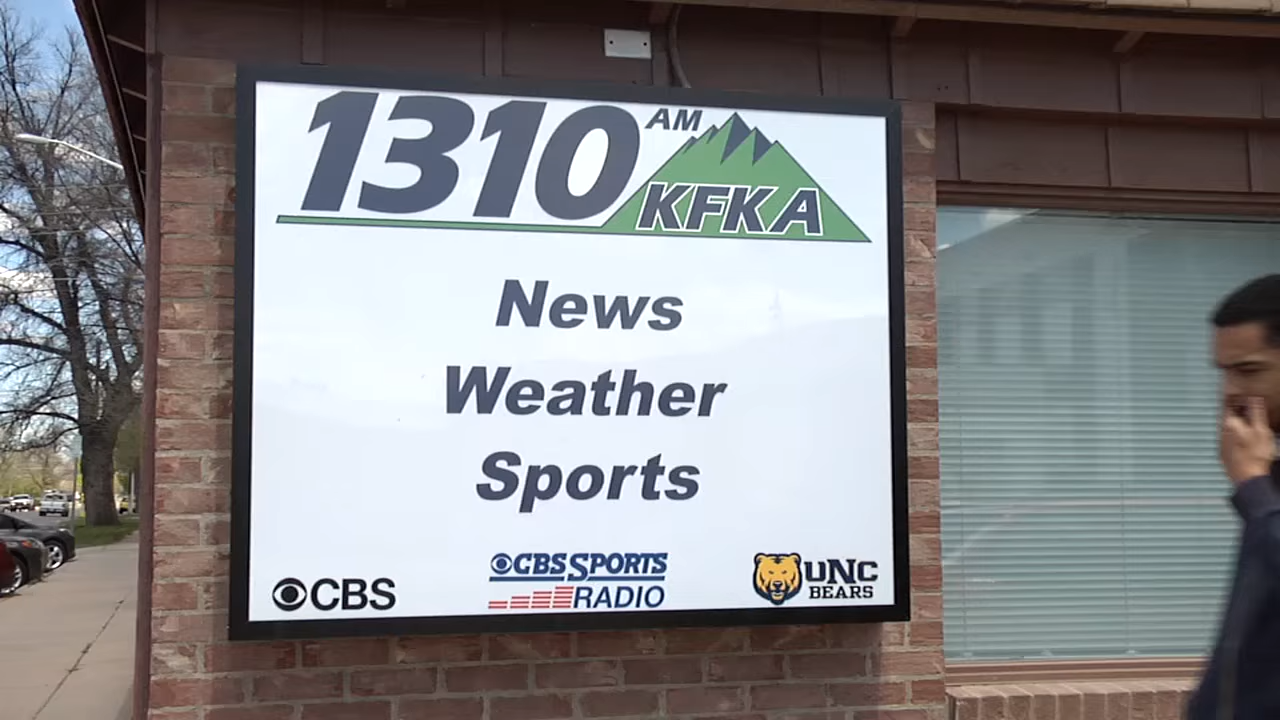 1310 AM
KFKA
News
Weather
Sports
CBS
CBS SPORTS
RADIO
UNC
BEARS